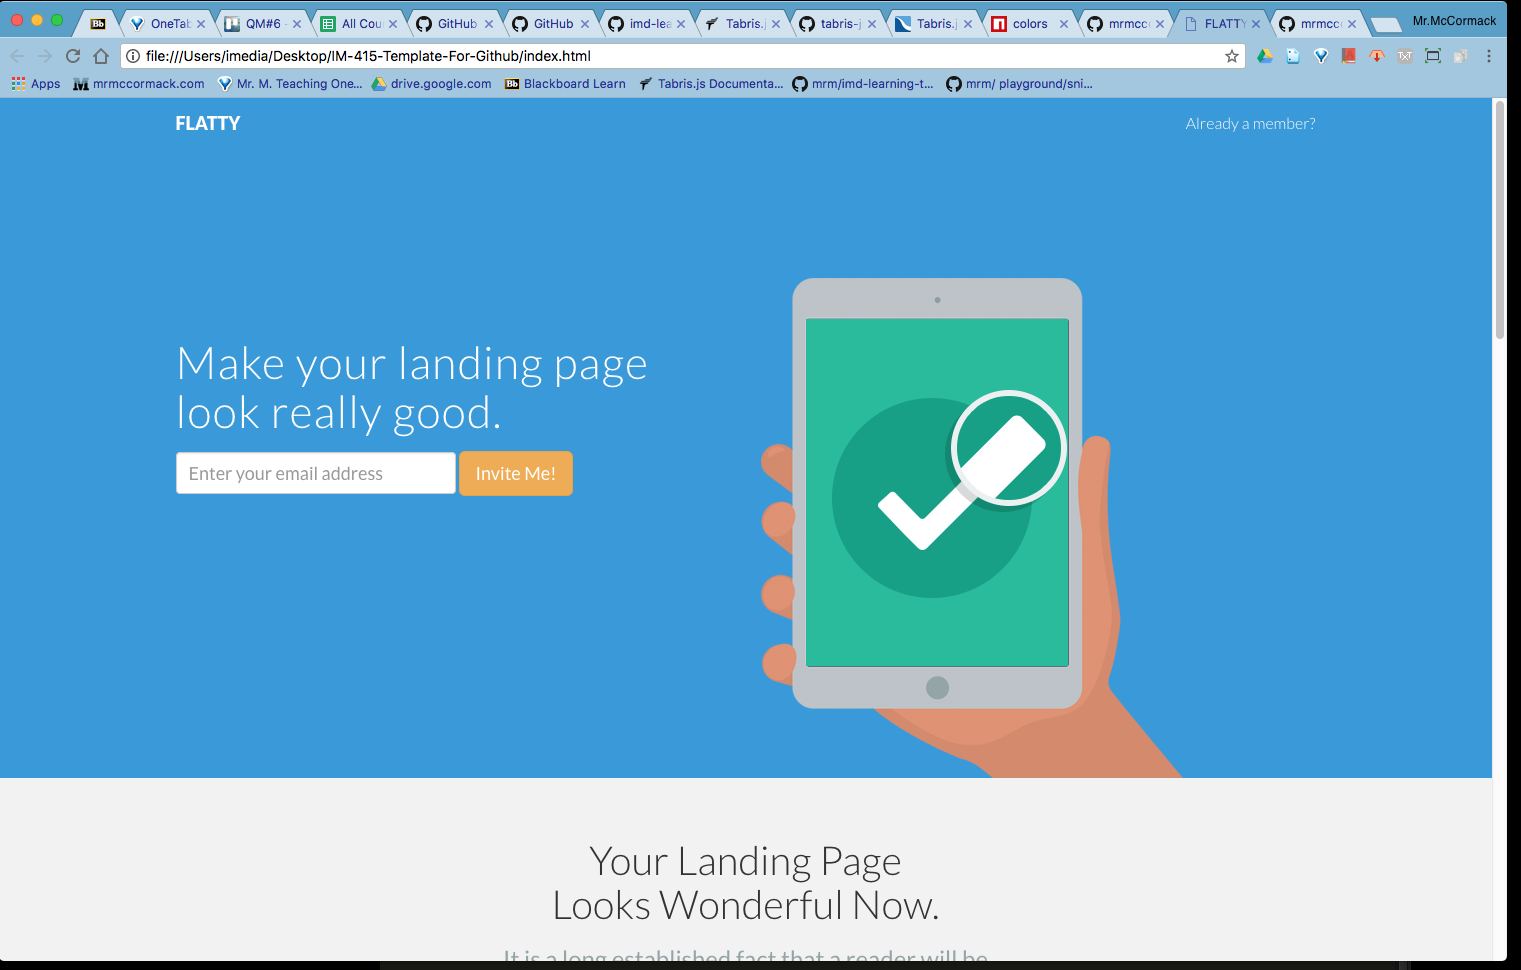 Bb
OneTab
QM#6 -
All Cou
GitHub
GitHub
imd-lea
Tabris.j
tabris-j
Tabris.j
colors
mrmcc
FLATTY
mrmcc
Mr.McCormack
file:///Users/imedia/Desktop/IM-415-Template-For-Github/index.html
TXT
Apps
M mrmccormack.com
Mr. M. Teaching One...
drive.google.com
Bb Blackboard Learn
Tabris.js Documenta...
mrm/imd-learning-t...
mrm/ playground/sni...
FLATTY
Already a member?
Make your landing page
look really good.
Enter your email address
Invite Me!
Your Landing Page
Looks Wonderful Now.
It is a long established fact that a reader will be